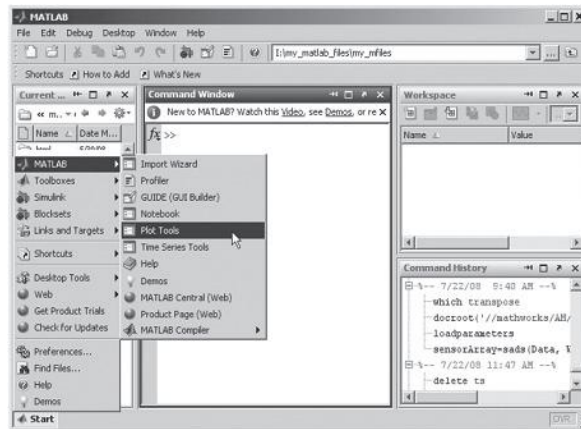 MATLAB
File Edit Debug Desktop Window Help
I:\my_matlab_files\my_mfiles
Shortcuts How to Add What's New
Current ...
« m..
Name Date M...
Command Window
New to MATLAB? Watch this Video, see Demos, or re
fx >>
Workspace
Name Value
MATLAB
Toolboxes
Simulink
Blocksets
Links and Targets
Shortcuts
Desktop Tools
Web
Get Product Trials
Check for Updates
Preferences...
Find Files...
Help
Demos
Start
Import Wizard
Profiler
GUIDE (GUI Builder)
Notebook
Plot Tools
Time Series Tools
Help
Demos
MATLAB Central (Web)
Product Page (Web)
MATLAB Compiler
Command History
%-- 7/22/08 5:40 AM --%
which transpose
docroot('//mathworks/AH/
loadparameters
sensorArray=sads(Data, W
%-- 7/22/08 11:47 AM --%
delete ts
OVR